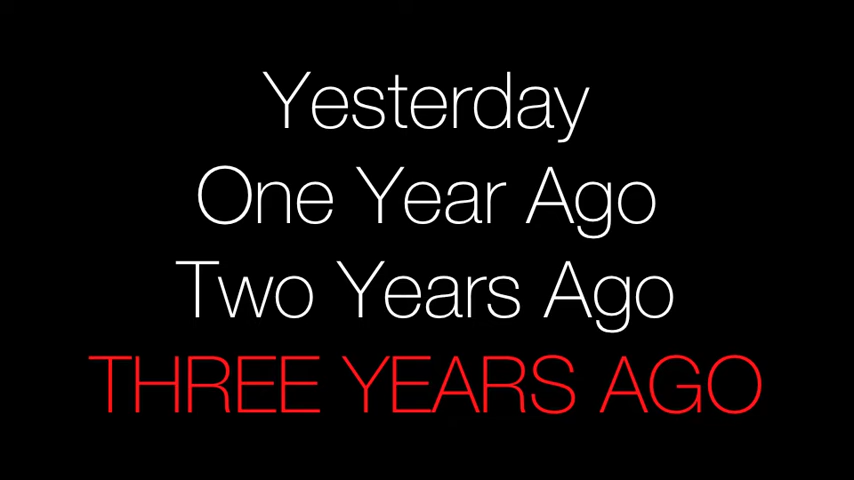 Yesterday
One Year Ago
Two Years Ago
THREE YEARS AGO